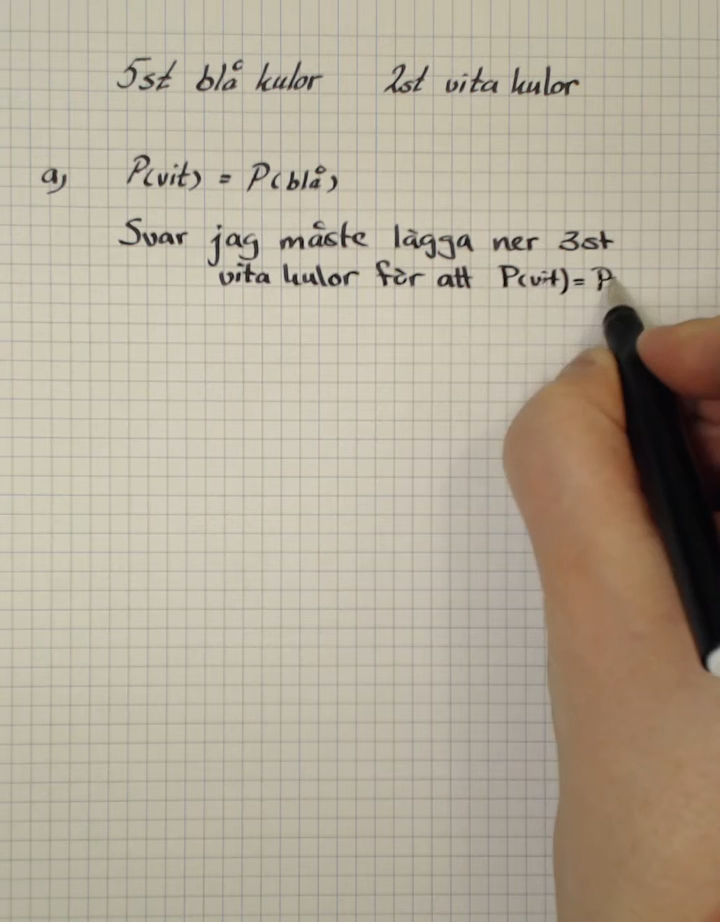 5st blå kulor 2st vita kulor
a) P(vit) = P(blå)
Svar jag måste lägga ner 3st
vita kulor för att P(vit) = P